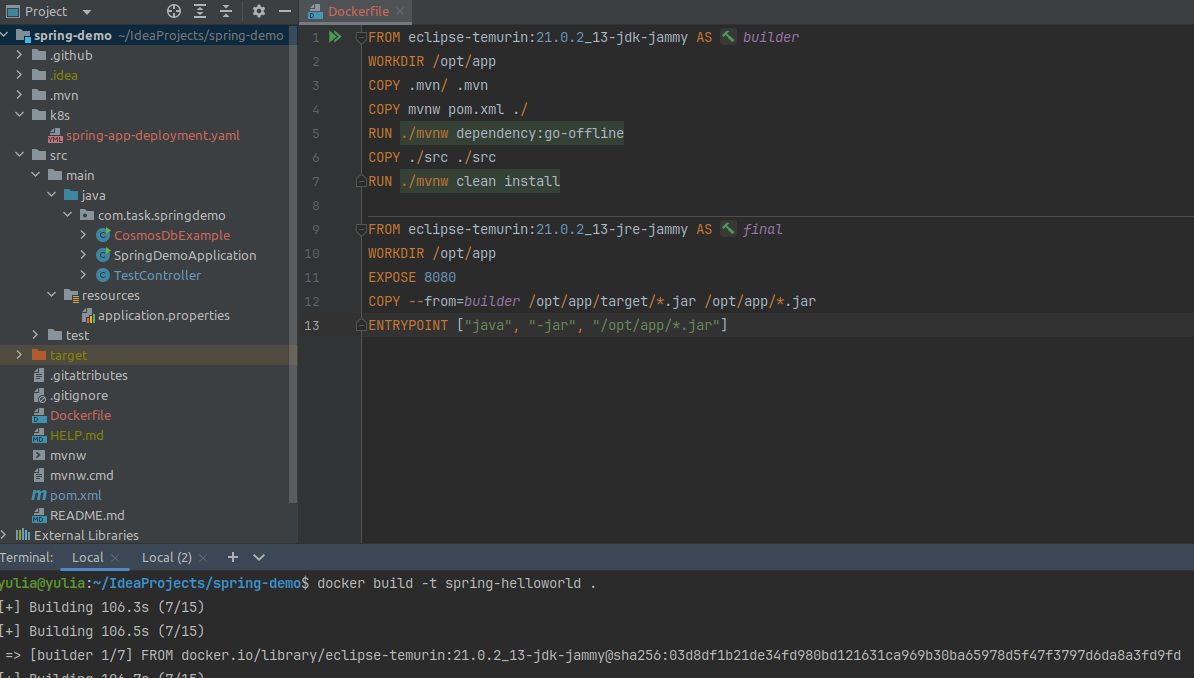 Project
Dockerfile
spring-demo ~/IdeaProjects/spring-demo
.github
.idea
.mvn
k8s
spring-app-deployment.yaml
src
main
java
com.task.springdemo
CosmosDbExample
SpringDemoApplication
TestController
resources
application.properties
test
target
.gitattributes
.gitignore
Dockerfile
HELP.md
mvnw
mvnw.cmd
pom.xml
README.md
External Libraries
1 FROM eclipse-temurin:21.0.2_13-jdk-jammy AS builder
2 WORKDIR /opt/app
3 COPY .mvn/ .mvn
4 COPY mvnw pom.xml ./
5 RUN ./mvnw dependency:go-offline
6 COPY ./src ./src
7 RUN ./mvnw clean install
8
9 FROM eclipse-temurin:21.0.2_13-jre-jammy AS final
10 WORKDIR /opt/app
11 EXPOSE 8080
12 COPY --from=builder /opt/app/target/*.jar /opt/app/*.jar
13 ENTRYPOINT ["java", "-jar", "/opt/app/*.jar"]
Terminal: Local Local (2)
yulia@yulia:~/IdeaProjects/spring-demo$ docker build -t spring-helloworld .
[+] Building 106.3s (7/15)
[+] Building 106.5s (7/15)
=> [builder 1/7] FROM docker.io/library/eclipse-temurin:21.0.2_13-jdk-jammy@sha256:03d8df1b21de34fd980bd121631ca969b30ba65978d5f47f3797d6da8a3fd9fd
[+] Building 106.7s (7/15)